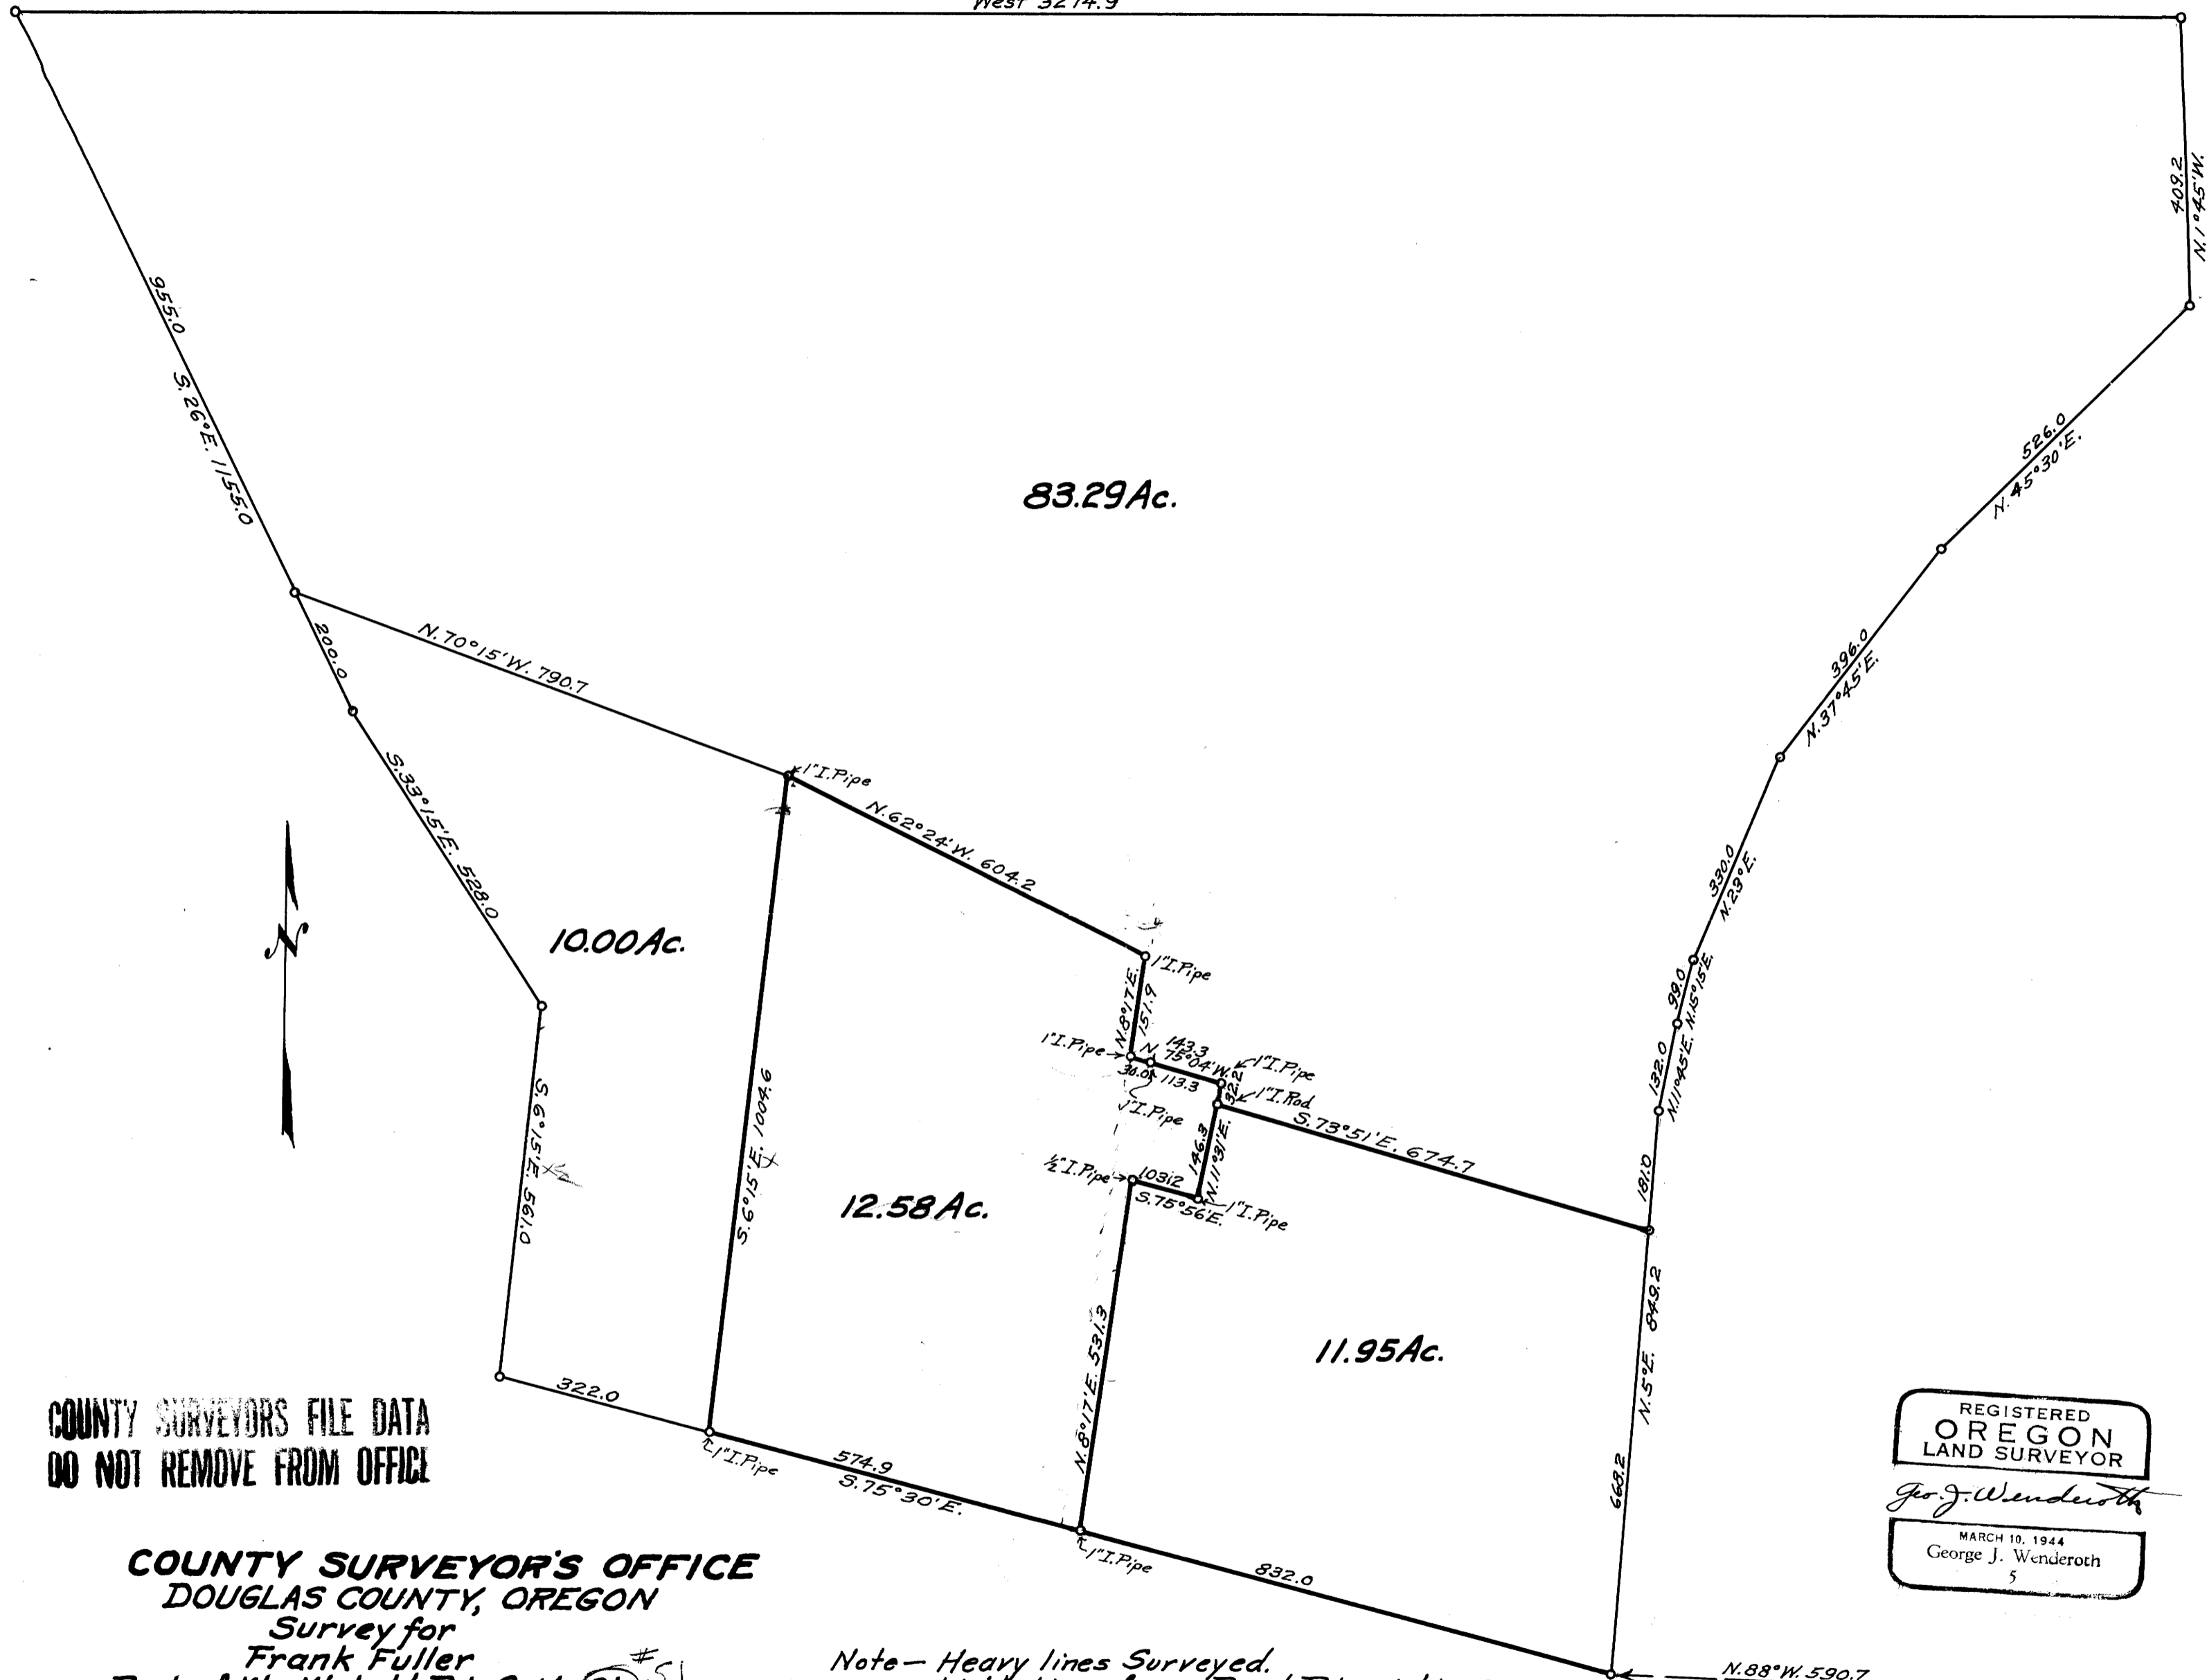 West 3274.9
409.2
N.1°45'W.
955.0
S.26°E. 1155.0
526.0
N.45°30'E.
83.29Ac.
396.0
N.37°45'E.
200.0
N.70°15'W. 790.7
1"I.Pipe
S.33°15'E. 528.0
N.62°24'W. 604.2
330.0
N.23°E.
N
10.00Ac.
1"I.Pipe
99.0
N.15°15'E.
N.8°17'E.
151.9
1"I.Pipe
143.3
N. 75°04'W.
30.0
113.3
1"I.Pipe
32.2
1"I.Pipe
1"I.Rod
132.0
N.11°45'E.
S.73°51'E. 674.7
146.3
N.11°31'E.
S.6°15'E. 561.0
S.6°15'E. 1004.6
12.58Ac.
½"I.Pipe
103.2
S.75°56'E.
1"I.Pipe
181.0
N.5°E. 849.2
11.95Ac.
N.8°17'E. 531.3
322.0
1"I.Pipe
574.9
S.75°30'E.
668.2
1"I.Pipe
832.0
COUNTY SURVEYORS FILE DATA
DO NOT REMOVE FROM OFFICE
REGISTERED
OREGON
LAND SURVEYOR
Geo. J. Wenderoth
MARCH 10, 1944
George J. Wenderoth
5
COUNTY SURVEYOR'S OFFICE
DOUGLAS COUNTY, OREGON
Survey for
Frank Fuller
#
Note— Heavy lines Surveyed.
N.88°W. 590.7